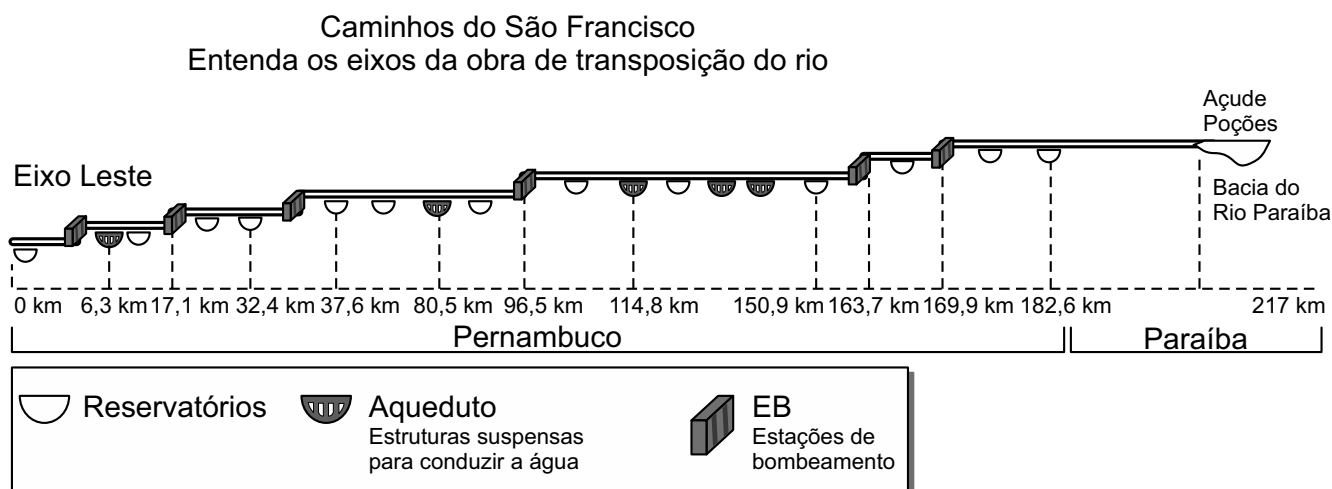 Caminhos do São Francisco
Entenda os eixos da obra de transposição do rio
Açude
Poções
Eixo Leste
Bacia do
Rio Paraíba
0 km 6,3 km 17,1 km 32,4 km 37,6 km 80,5 km 96,5 km 114,8 km 150,9 km 163,7 km 169,9 km 182,6 km 217 km
Pernambuco Paraíba
Reservatórios
Aqueduto
Estruturas suspensas
para conduzir a água
EB
Estações de
bombeamento